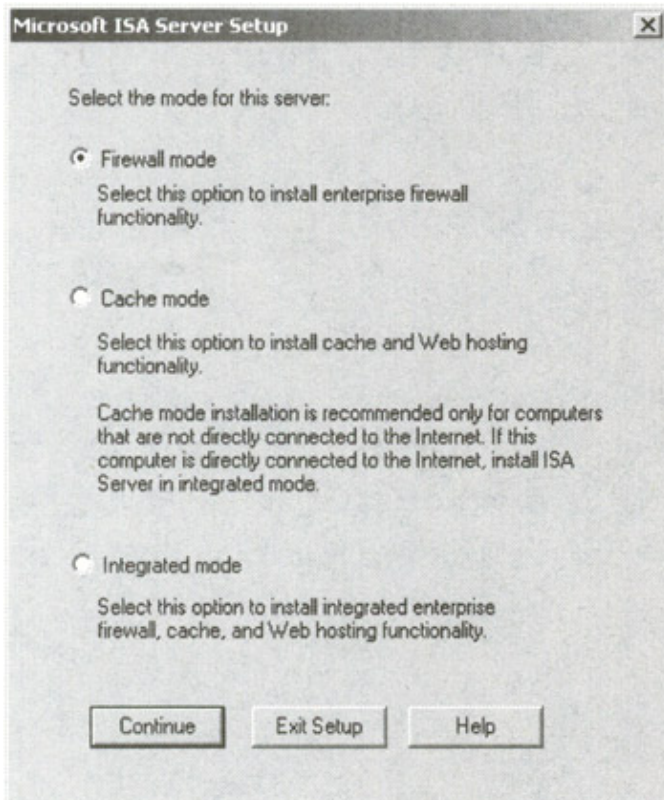 Microsoft ISA Server Setup
Select the mode for this server:
Firewall mode
Select this option to install enterprise firewall
functionality.
Cache mode
Select this option to install cache and Web hosting
functionality.
Cache mode installation is recommended only for computers
that are not directly connected to the Internet. If this
computer is directly connected to the Internet, install ISA
Server in integrated mode.
Integrated mode
Select this option to install integrated enterprise
firewall, cache, and Web hosting functionality.
Continue
Exit Setup
Help